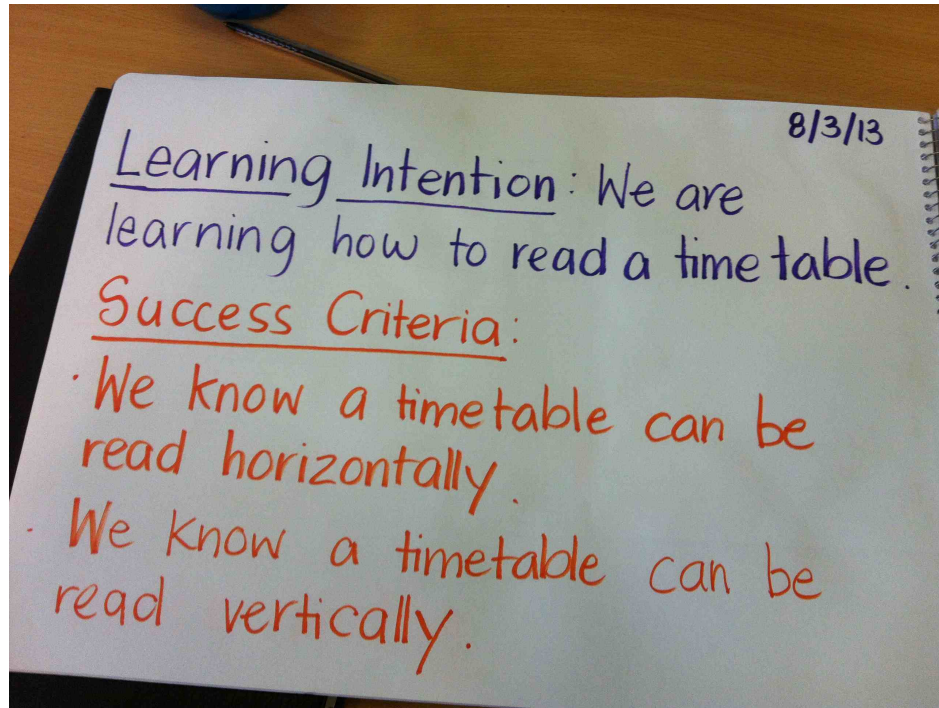 8/3/13
Learning Intention: We are
learning how to read a timetable.
Success Criteria:
· We know a timetable can be
read horizontally.
· We know a timetable can be
read vertically.